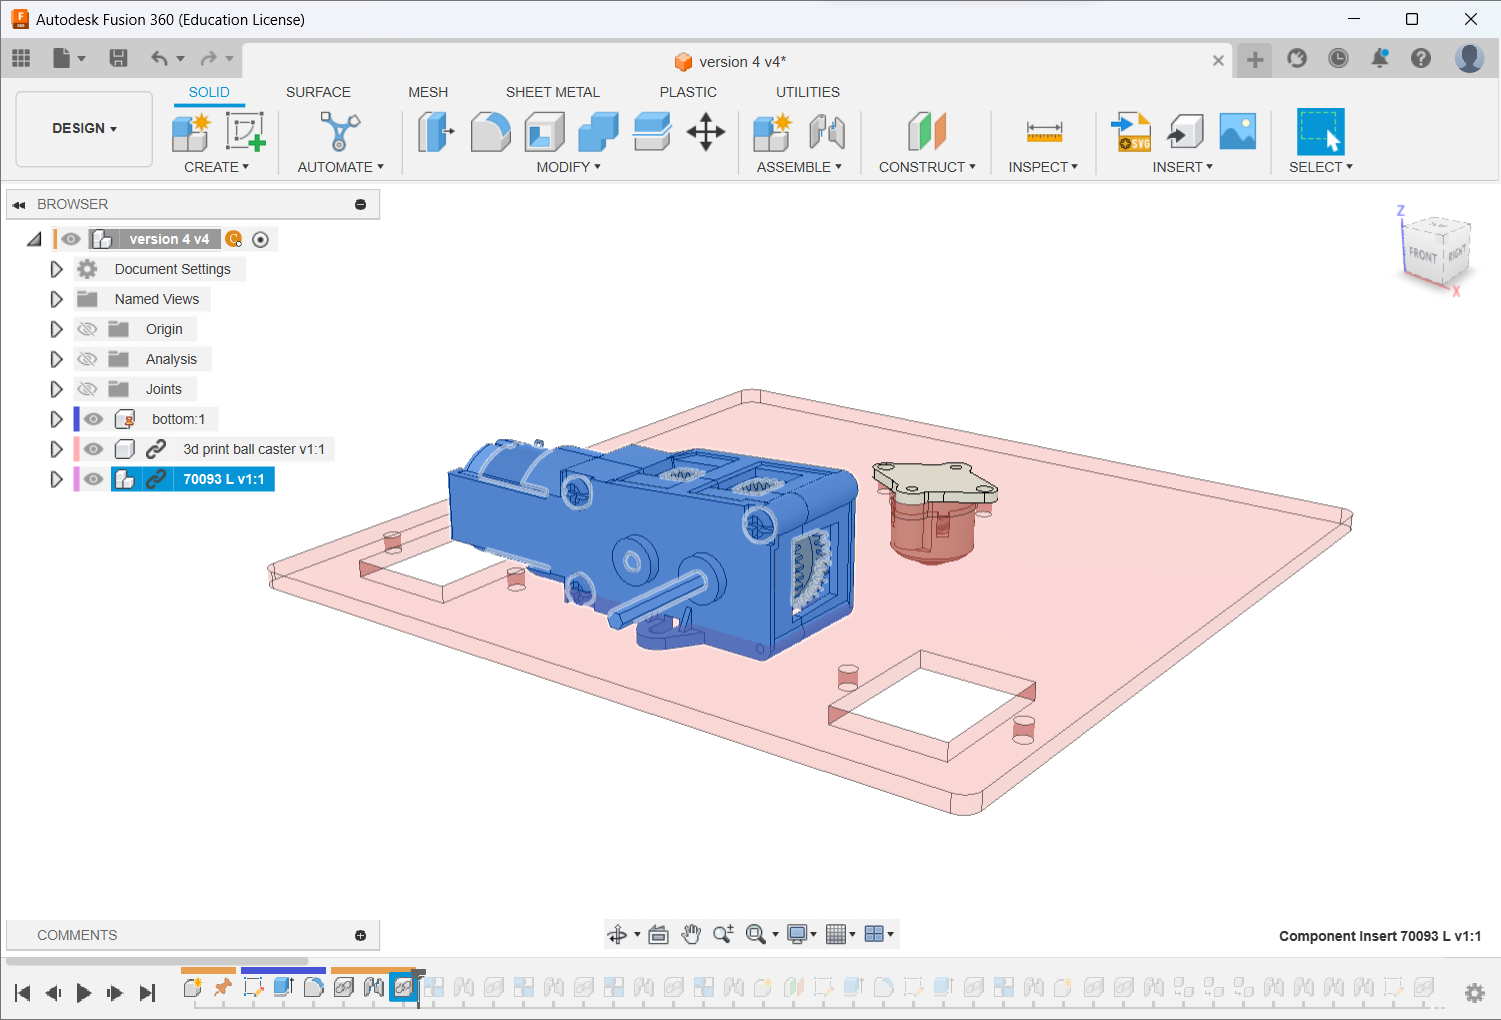 Autodesk Fusion 360 (Education License)
version 4 v4*
SOLID SURFACE MESH SHEET METAL PLASTIC UTILITIES
DESIGN
SVG
CREATE AUTOMATE MODIFY ASSEMBLE CONSTRUCT INSPECT INSERT SELECT
BROWSER
version 4 v4
Document Settings
Named Views
Origin
Analysis
Joints
bottom:1
3d print ball caster v1:1
70093 L v1:1
Z
FRONT RIGHT
X
COMMENTS
Component Insert 70093 L v1:1